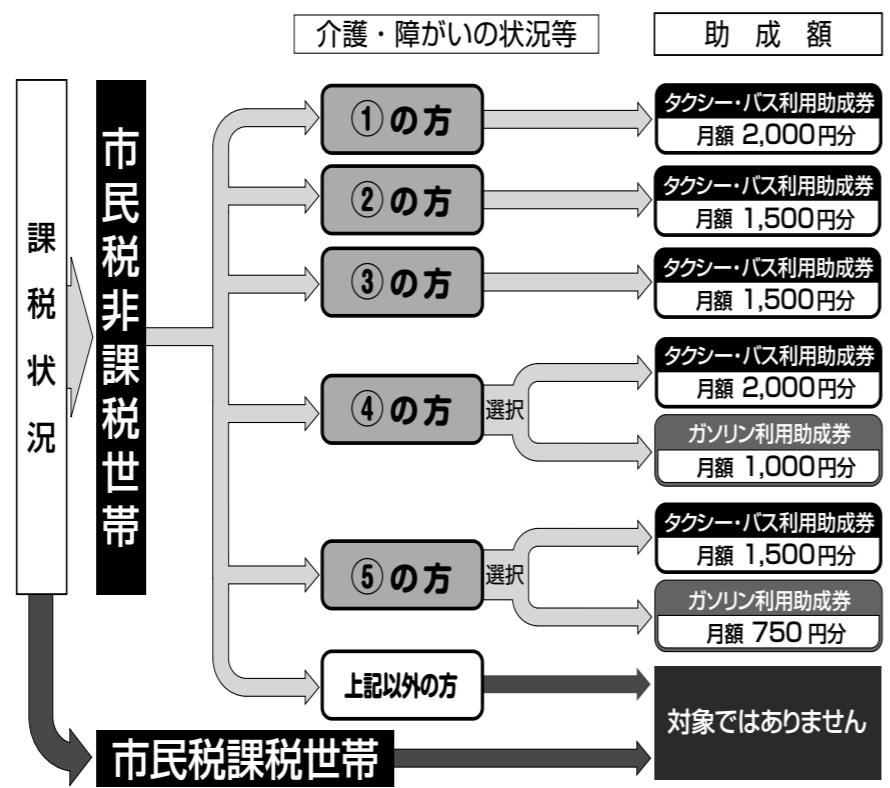 介護・障がいの状況等
助成額
課税状況
市民税非課税世帯
①の方
タクシー・バス利用助成券
月額 2,000円分
②の方
タクシー・バス利用助成券
月額 1,500円分
③の方
タクシー・バス利用助成券
月額 1,500円分
④の方
選択
タクシー・バス利用助成券
月額 2,000円分
ガソリン利用助成券
月額 1,000円分
⑤の方
選択
タクシー・バス利用助成券
月額 1,500円分
ガソリン利用助成券
月額 750円分
上記以外の方
対象ではありません
市民税課税世帯